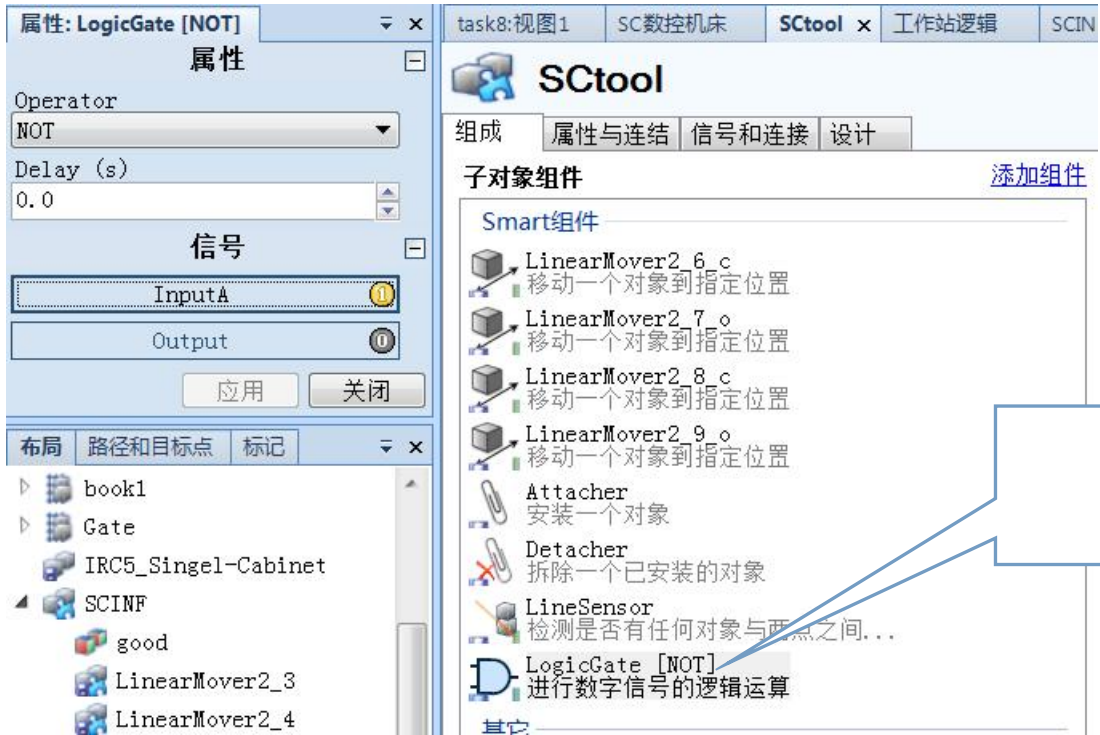 属性: LogicGate [NOT]
属性
Operator
NOT
Delay (s)
0.0
信号
InputA
1
Output
0
应用
关闭
布局
路径和目标点
标记
book1
Gate
IRC5_Singel-Cabinet
SCINF
good
LinearMover2_3
LinearMover2_4
task8:视图1
SC数控机床
SCtool
工作站逻辑
SCIN
SCtool
组成
属性与连结
信号和连接
设计
子对象组件
添加组件
Smart组件
LinearMover2_6_c
移动一个对象到指定位置
LinearMover2_7_o
移动一个对象到指定位置
LinearMover2_8_c
移动一个对象到指定位置
LinearMover2_9_o
移动一个对象到指定位置
Attacher
安装一个对象
Detacher
拆除一个已安装的对象
LineSensor
检测是否有任何对象与两点之间...
LogicGate [NOT]
进行数字信号的逻辑运算
其它